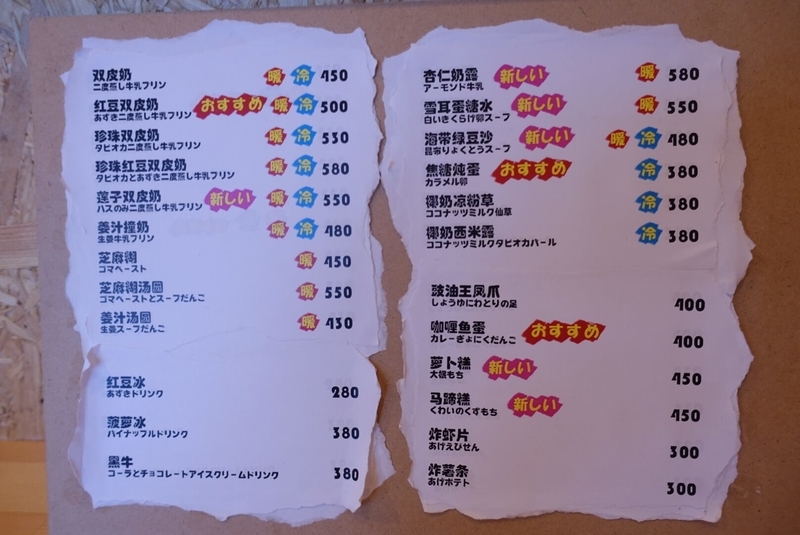 双皮奶 暖 冷 450
二度蒸し牛乳プリン
红豆双皮奶 おすすめ 暖 冷 500
あずき二度蒸し牛乳プリン
珍珠双皮奶 暖 冷 530
タピオカ二度蒸し牛乳プリン
珍珠红豆双皮奶 暖 冷 580
タピオカとあずき二度蒸し牛乳プリン
莲子双皮奶 新しい 暖 冷 550
ハスのみ二度蒸し牛乳プリン
姜汁撞奶 暖 冷 480
生姜牛乳プリン
芝麻糊 暖 450
ゴマペースト
芝麻糊汤圆 暖 550
ゴマペーストとスープだんご
姜汁汤圆 暖 430
生姜スープだんご
红豆冰 280
あずきドリンク
菠萝冰 380
パイナップルドリンク
黑牛 380
コーラとチョコレートアイスクリームドリンク
杏仁奶露 新しい 暖 580
アーモンド牛乳
雪耳蛋糖水 新しい 暖 550
白いきくらげ卵スープ
海带绿豆沙 新しい 暖 冷 480
昆布りょくとうスープ
焦糖炖蛋 おすすめ 冷 380
カラメル卵
椰奶凉粉草 冷 380
ココナッツミルク仙草
椰奶西米露 冷 380
ココナッツミルクタピオカパール
豉油王凤爪 400
しょうゆにわとりの足
咖喱鱼蛋 おすすめ 400
カレーぎょにくだんご
萝卜糕 新しい 450
大根もち
马蹄糕 新しい 450
くわいのくずもち
炸虾片 300
あげえびせん
炸薯条 300
あげポテト